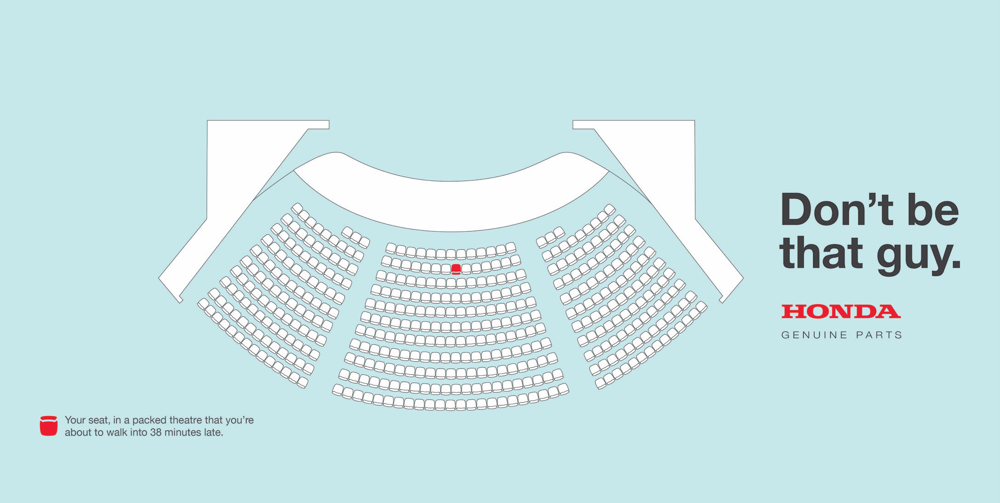 Don’t be
that guy.
HONDA
GENUINE PARTS
Your seat, in a packed theatre that you’re
about to walk into 38 minutes late.